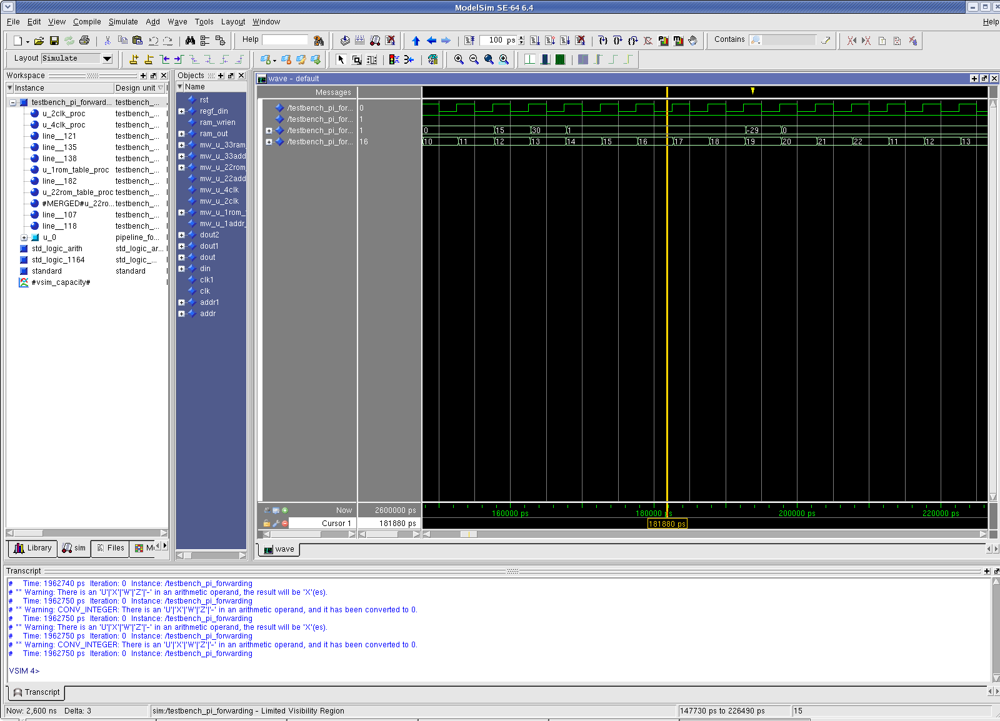 ModelSim SE-64 6.4
File Edit View Compile Simulate Add Wave Tools Layout Window Help
Help 100 ps Contains
Layout Simulate
Workspace
Instance Design unit
testbench_pi_forward... testbench_...
u_2clk_proc testbench_...
u_4clk_proc testbench_...
line__121 testbench_...
line__135 testbench_...
line__138 testbench_...
u_1rom_table_proc testbench_...
line__182 testbench_...
u_22rom_table_proc testbench_...
#MERGED#u_22ro... testbench_...
line__107 testbench_...
line__118 testbench_...
u_0 pipeline_fo...
std_logic_arith std_logic_ar...
std_logic_1164 std_logic_...
standard standard
#vsim_capacity#
Library sim Files
Objects
Name
rst
regf_din
ram_wrien
ram_out
mw_u_33ram_
mw_u_33add
mw_u_22rom_
mw_u_22add
mw_u_4clk
mw_u_2clk
mw_u_1rom_
mw_u_1addr_
dout2
dout1
dout
din
clk1
clk
addr1
addr
wave - default
Messages
/testbench_pi_for... 0
/testbench_pi_for... 1
/testbench_pi_for... 1 0 15 30 1 -29 0
/testbench_pi_for... 16 10 11 12 13 14 15 16 17 18 19 20 21 22 11 12 13
Now 2600000 ps 160000 ps 180000 ps 200000 ps 220000 ps
Cursor 1 181880 ps 181880 ps
wave
Transcript
# Time: 1962740 ps Iteration: 0 Instance: /testbench_pi_forwarding
# ** Warning: There is an 'U'|'X'|'W'|'Z'|'-' in an arithmetic operand, the result will be 'X'(es).
# Time: 1962750 ps Iteration: 0 Instance: /testbench_pi_forwarding
# ** Warning: CONV_INTEGER: There is an 'U'|'X'|'W'|'Z'|'-' in an arithmetic operand, and it has been converted to 0.
# Time: 1962750 ps Iteration: 0 Instance: /testbench_pi_forwarding
# ** Warning: There is an 'U'|'X'|'W'|'Z'|'-' in an arithmetic operand, the result will be 'X'(es).
# Time: 1962750 ps Iteration: 0 Instance: /testbench_pi_forwarding
# ** Warning: CONV_INTEGER: There is an 'U'|'X'|'W'|'Z'|'-' in an arithmetic operand, and it has been converted to 0.
# Time: 1962750 ps Iteration: 0 Instance: /testbench_pi_forwarding
VSIM 4>
Transcript
Now: 2,600 ns Delta: 3 sim:/testbench_pi_forwarding - Limited Visibility Region 147730 ps to 226490 ps 15